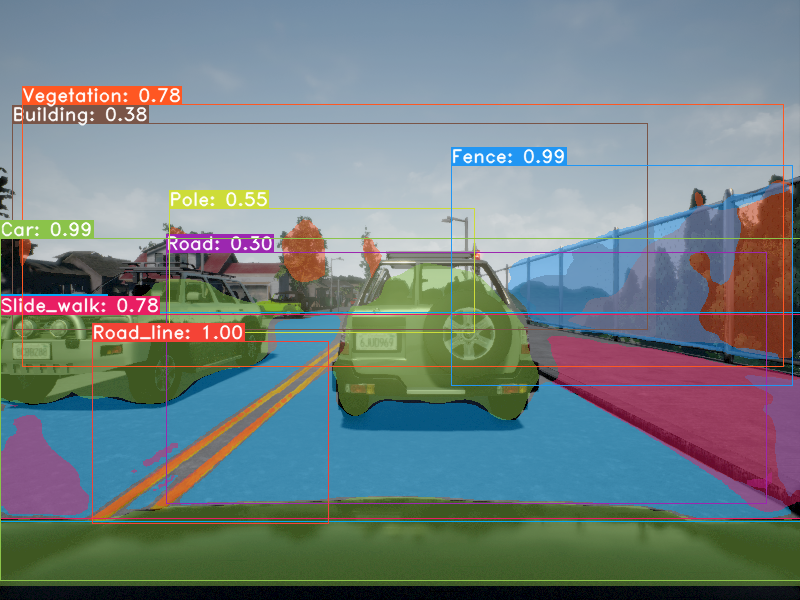 Vegetation: 0.78
Building: 0.38
Fence: 0.99
Pole: 0.55
Car: 0.99
Road: 0.30
Slide_walk: 0.78
Road_line: 1.00